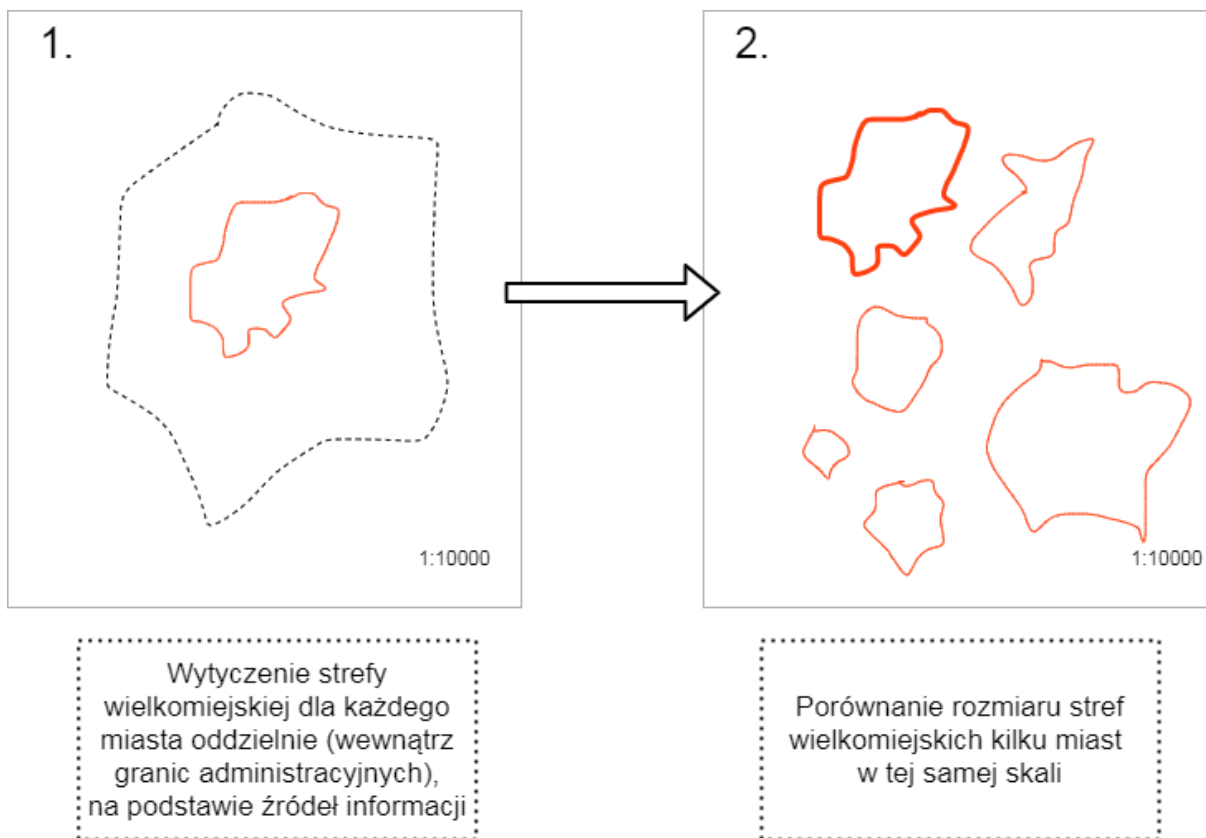 1.
2.
1:10000
1:10000
Wytyczenie strefy
wielkomiejskiej dla każdego
miasta oddzielnie (wewnątrz
granic administracyjnych),
na podstawie źródeł informacji
Porównanie rozmiaru stref
wielkomiejskich kilku miast
w tej samej skali